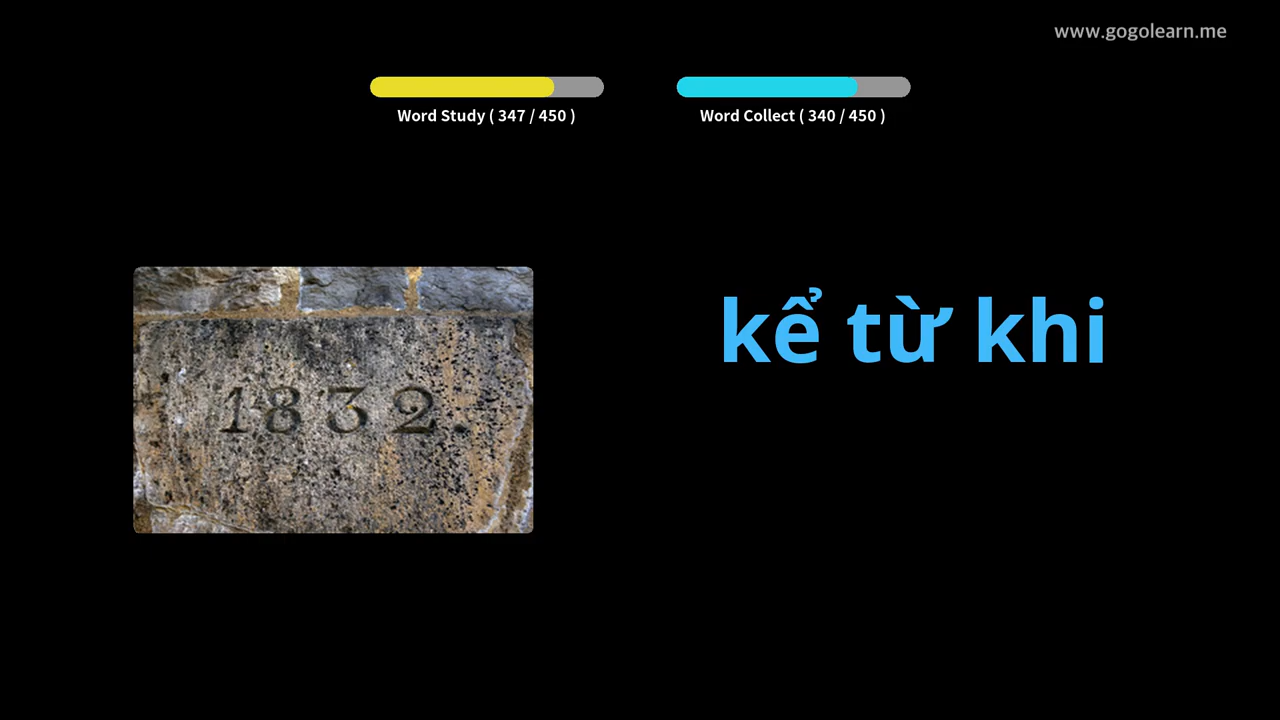 www.gogolearn.me
Word Study ( 347 / 450 )
Word Collect ( 340 / 450 )
kể từ khi
1832.